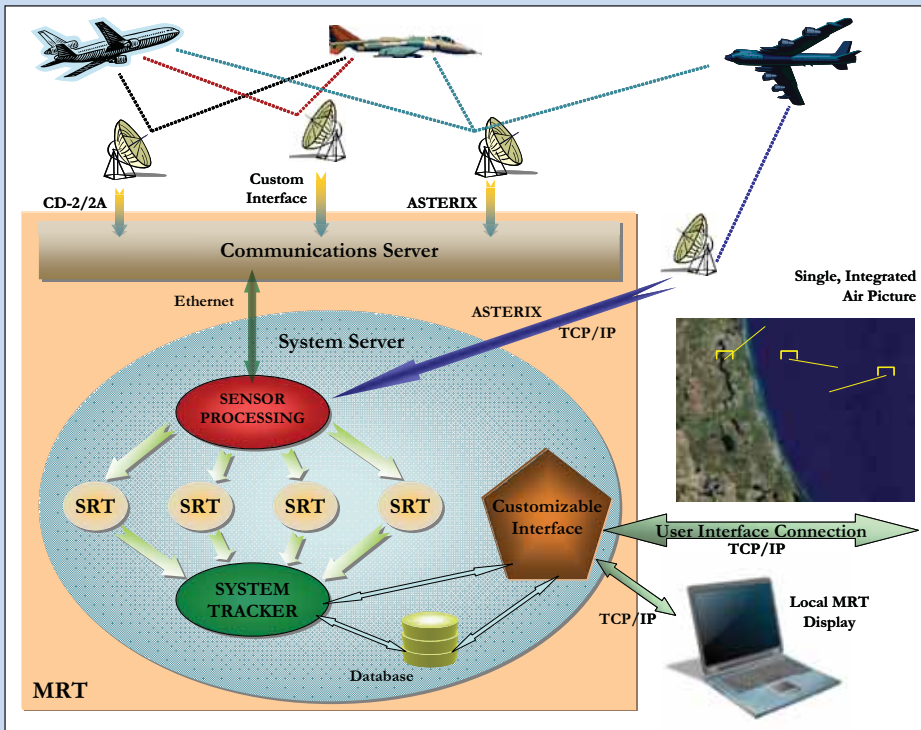 CD-2/2A
Custom
Interface
ASTERIX
Communications Server
Ethernet
ASTERIX
TCP/IP
Single, Integrated
Air Picture
System Server
SENSOR
PROCESSING
SRT
SRT
SRT
SRT
Customizable
Interface
User Interface Connection
TCP/IP
SYSTEM
TRACKER
TCP/IP
Local MRT
Display
Database
MRT